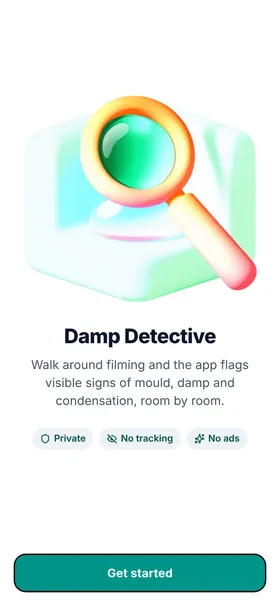 Damp Detective
Walk around filming and the app flags
visible signs of mould, damp and
condensation, room by room.
Private
No tracking
No ads
Get started